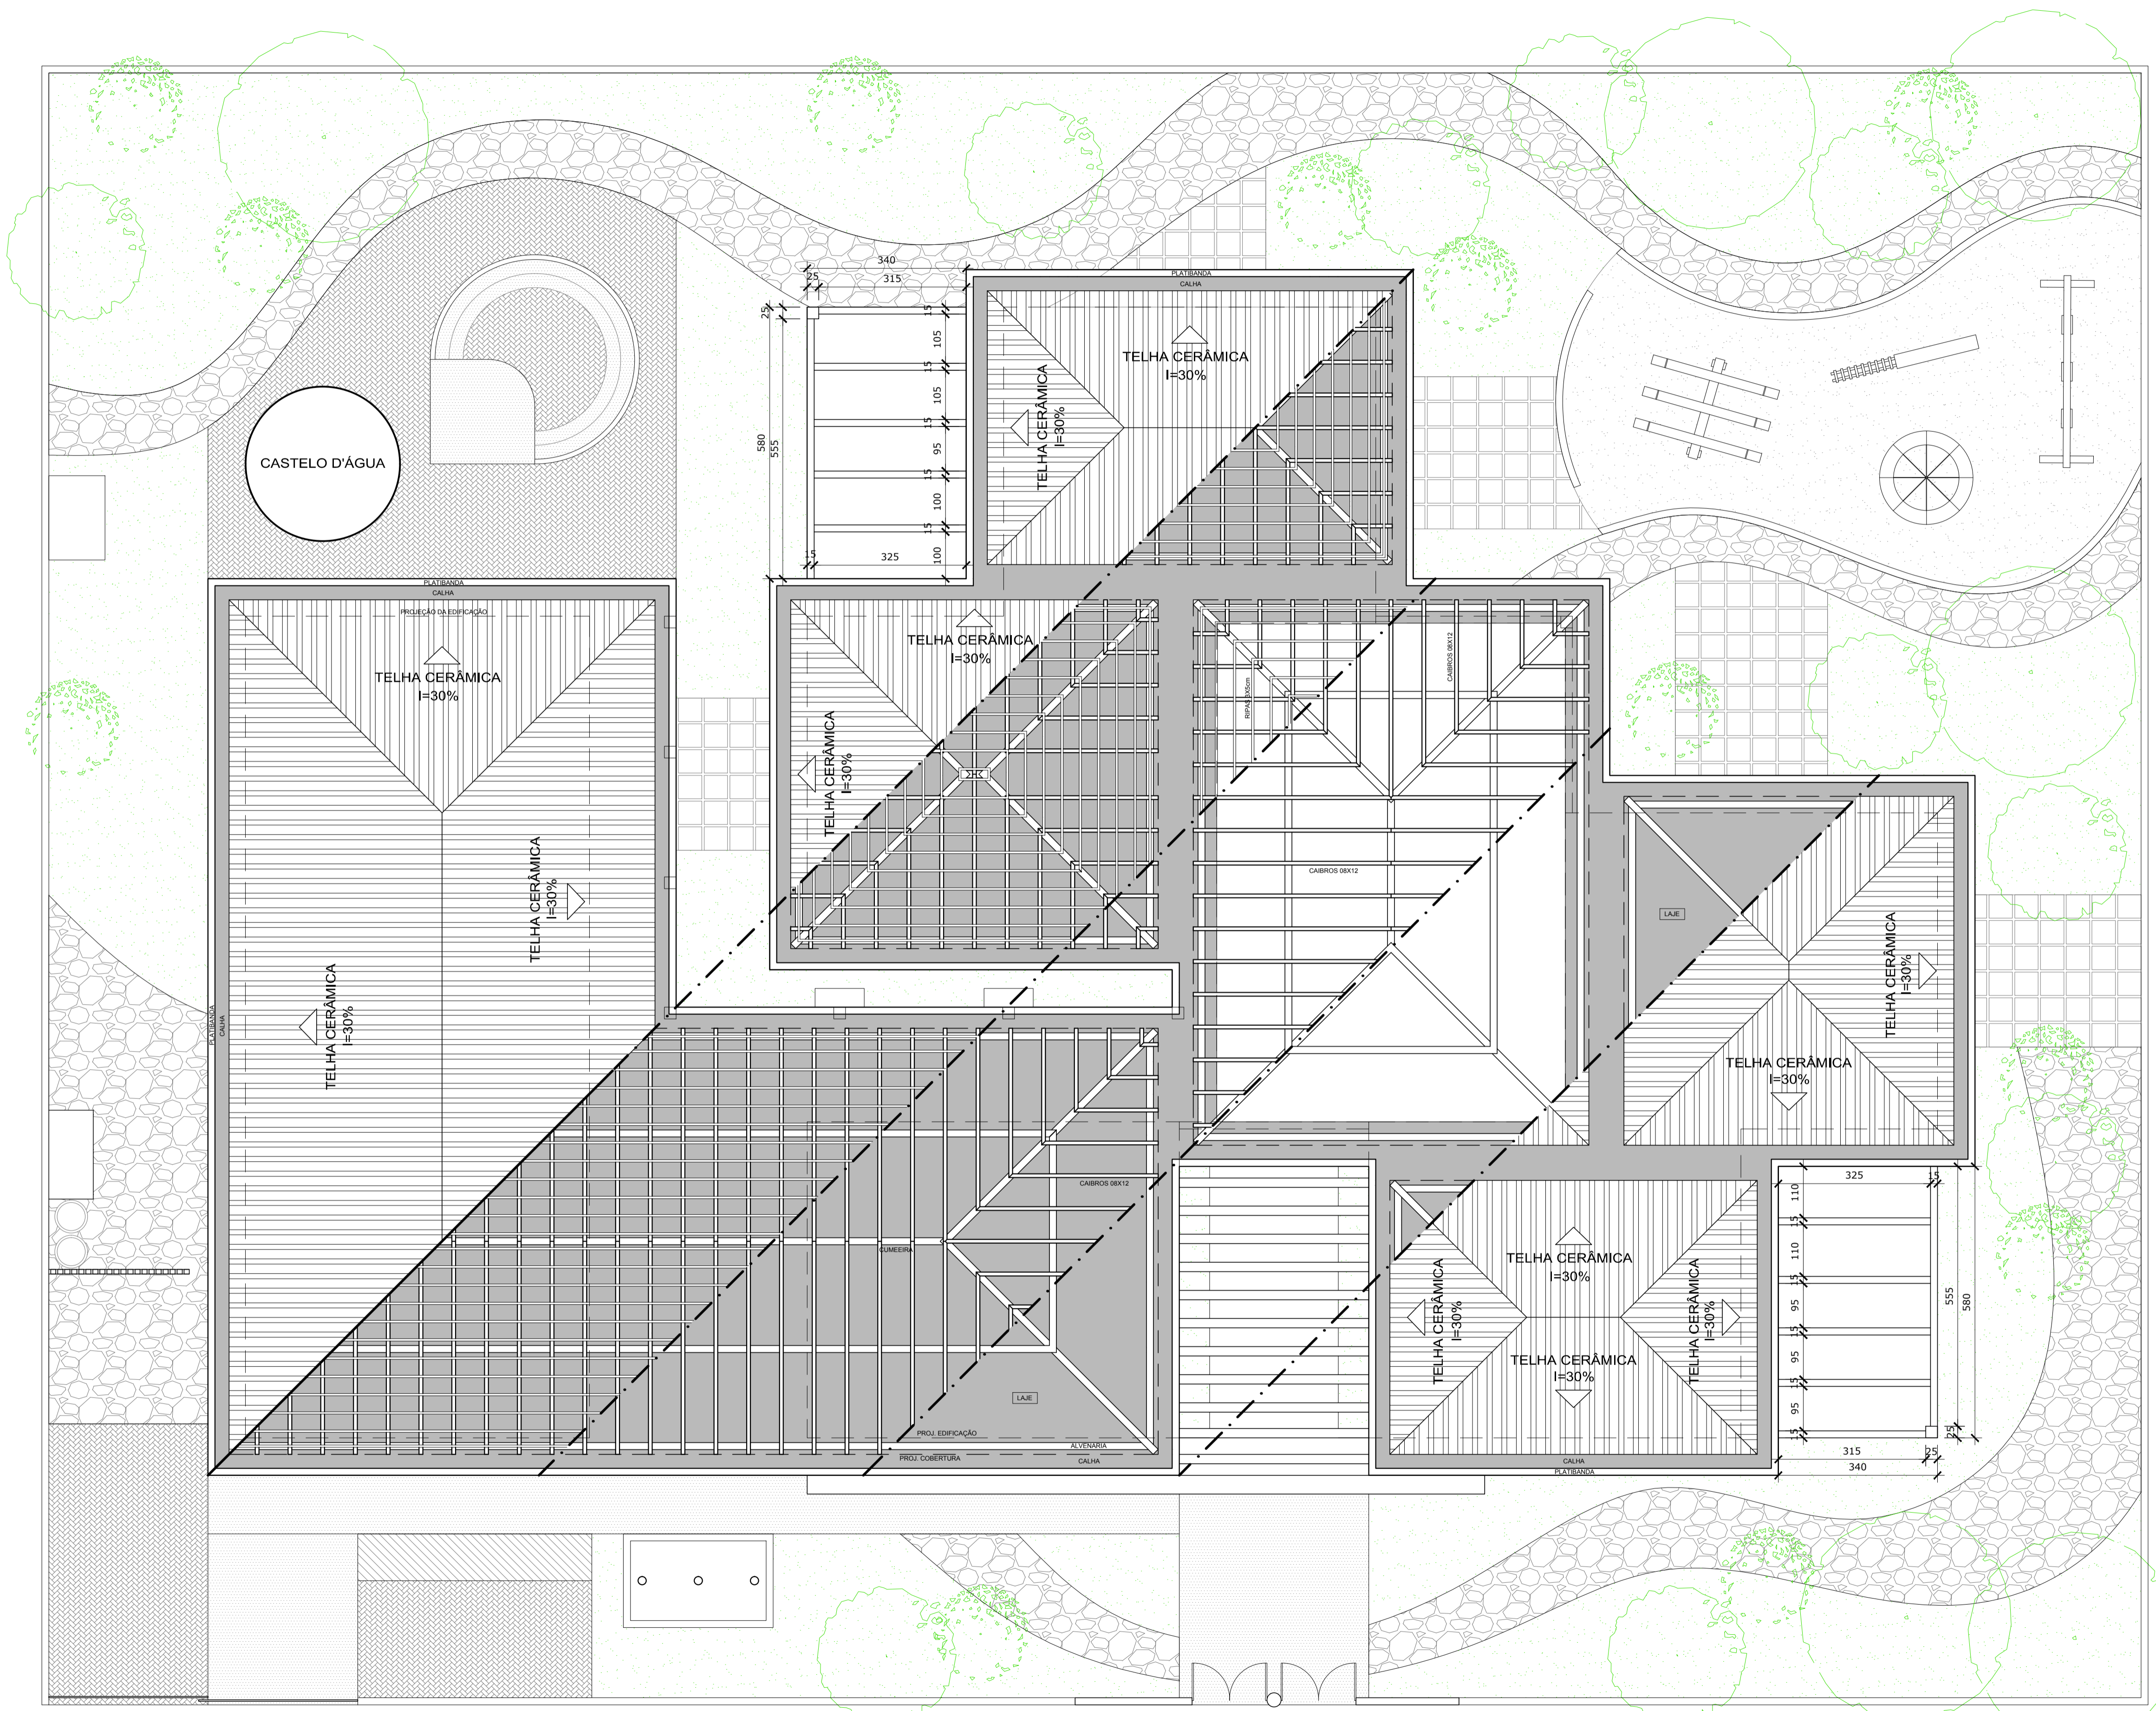 340
25
315
25
15
105
15
105
15
95
15
100
15
100
580
555
15
325
PLATIBANDA
CALHA
TELHA CERÂMICA
I=30%
TELHA CERÂMICA
I=30%
CASTELO D'ÁGUA
PLATIBANDA
CALHA
PROJEÇÃO DA EDIFICAÇÃO
TELHA CERÂMICA
I=30%
TELHA CERÂMICA
I=30%
TELHA CERÂMICA
I=30%
PLATIBANDA
CALHA
TELHA CERÂMICA
I=30%
TELHA CERÂMICA
I=30%
CAIBROS 08X12
CAIBROS 08X12
LAJE
TELHA CERÂMICA
I=30%
TELHA CERÂMICA
I=30%
CAIBROS 08X12
CUMEEIRA
LAJE
PROJ. EDIFICAÇÃO
ALVENARIA
PROJ. COBERTURA
CALHA
TELHA CERÂMICA
I=30%
TELHA CERÂMICA
I=30%
TELHA CERÂMICA
I=30%
TELHA CERÂMICA
I=30%
CALHA
PLATIBANDA
325
15
110
15
110
15
95
15
95
15
95
15
555
580
25
315
25
340